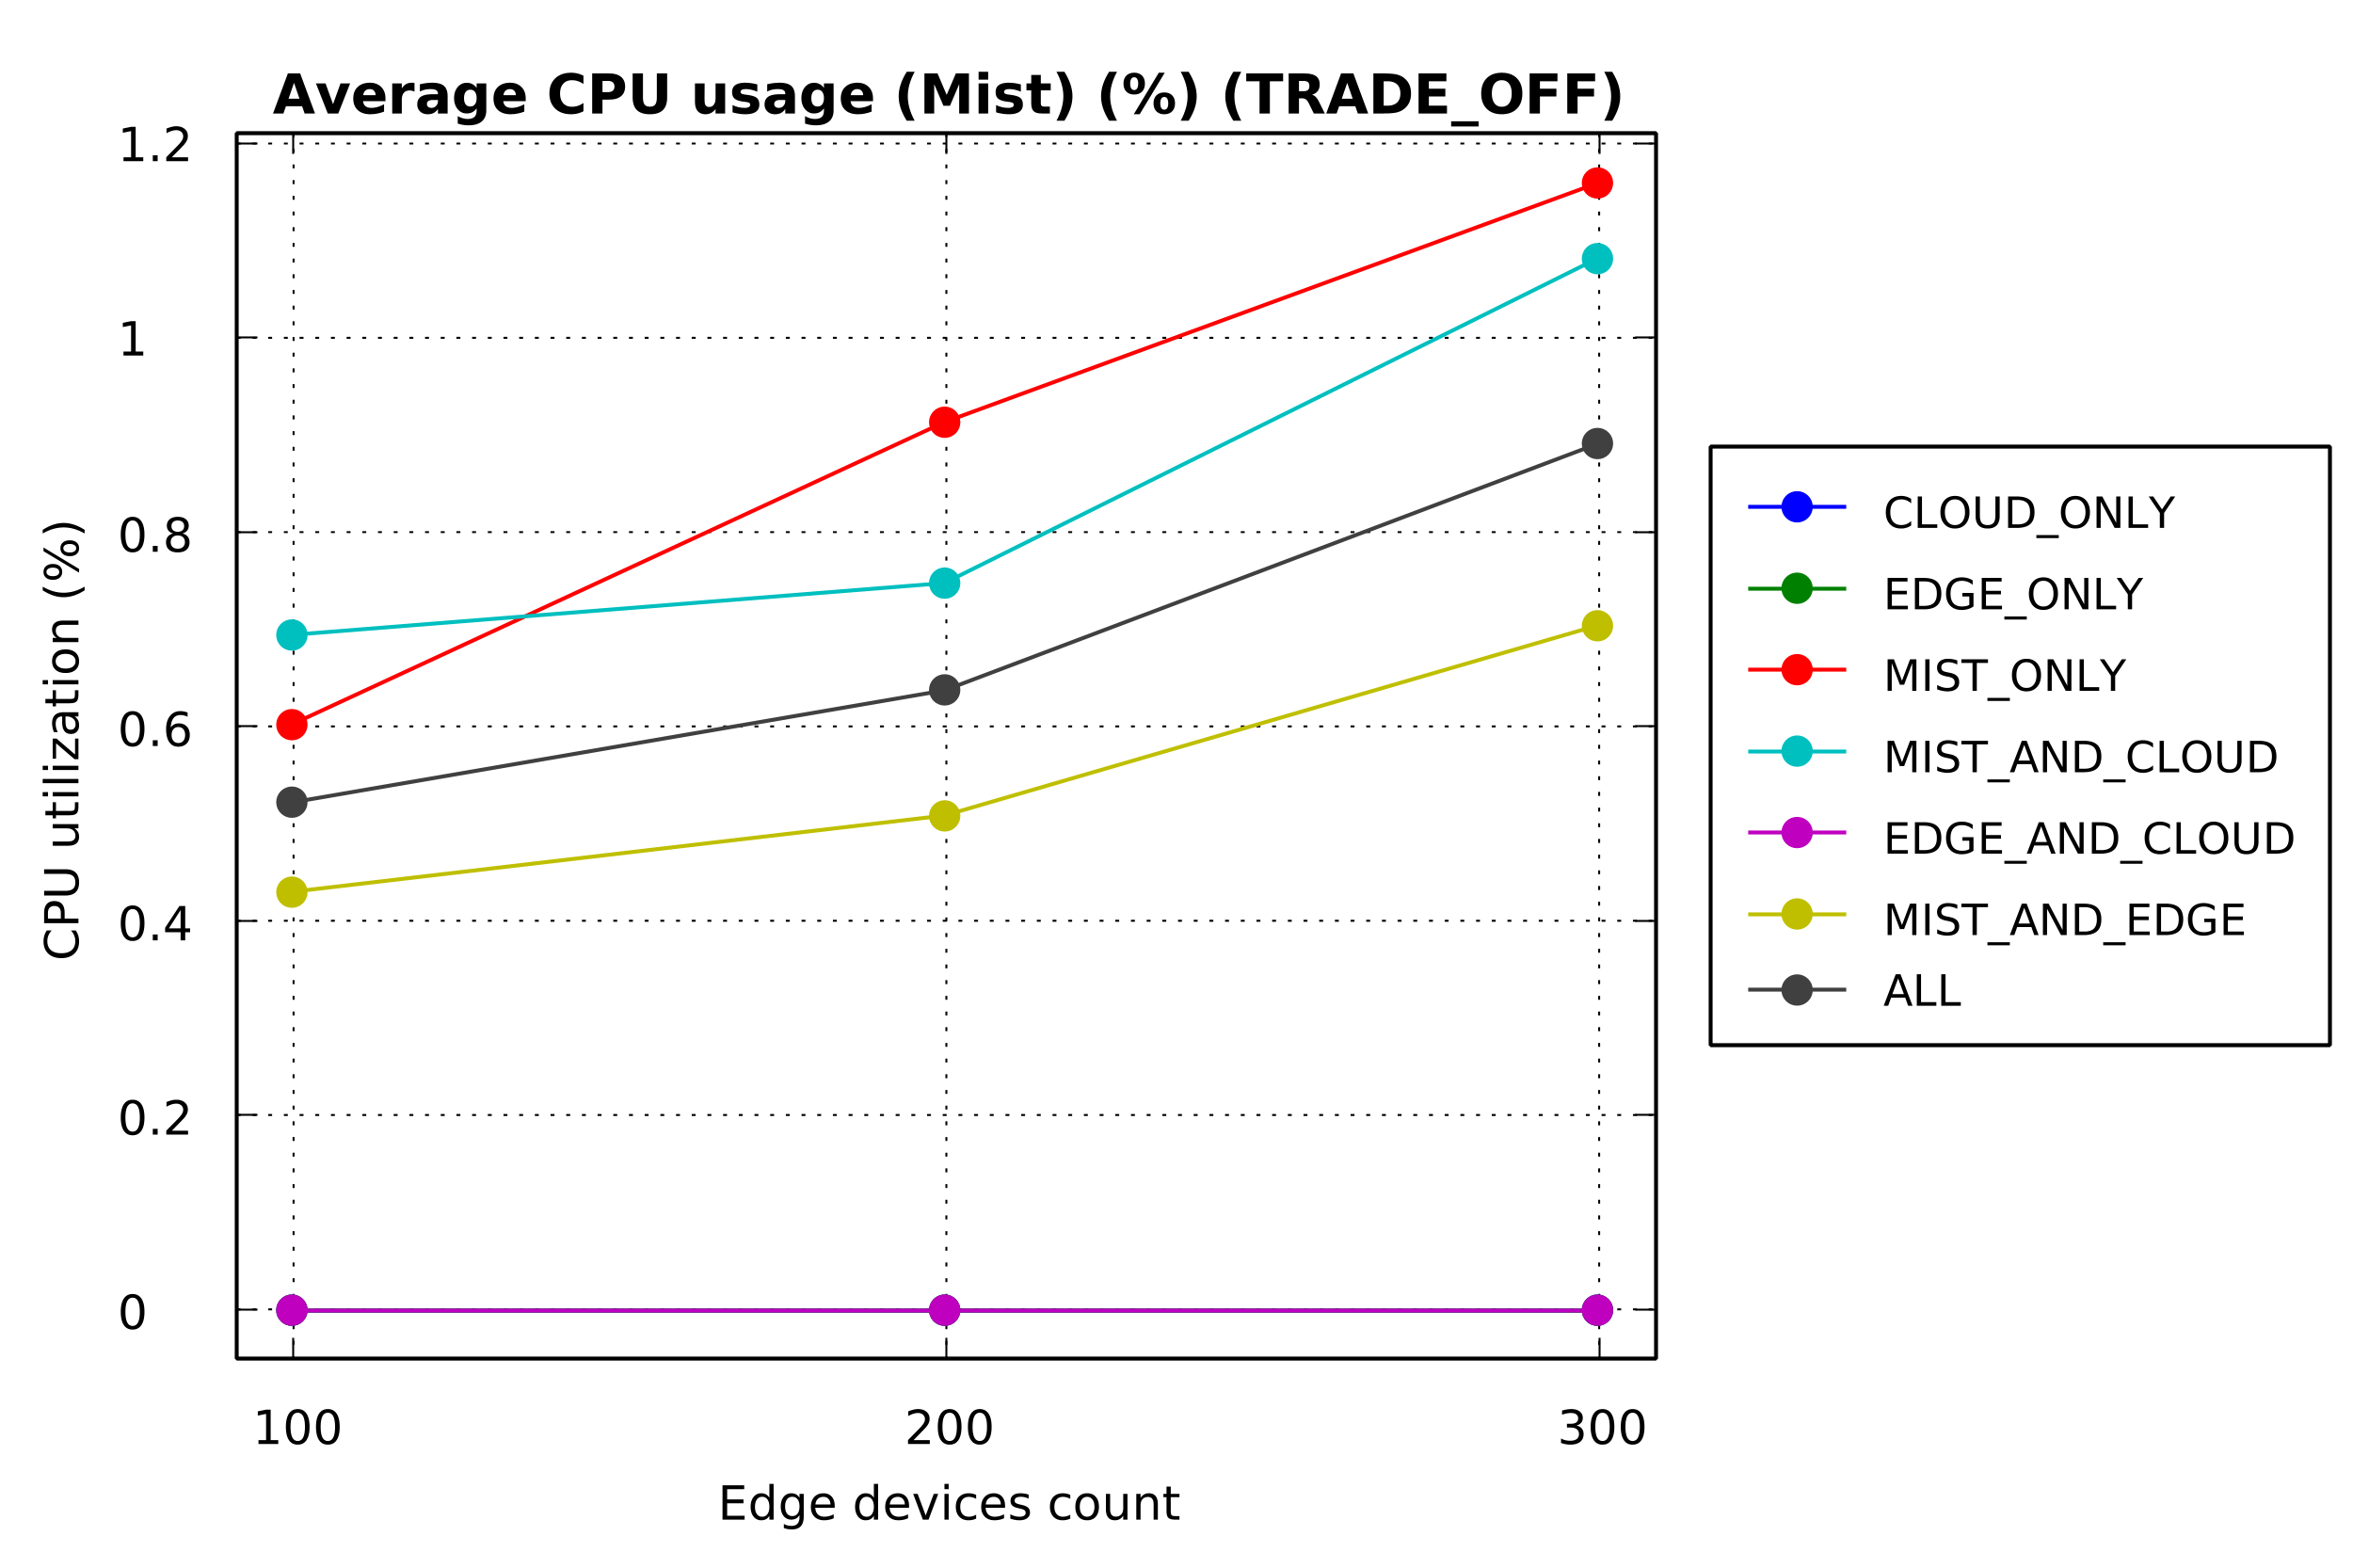 Average CPU usage (Mist) (%) (TRADE_OFF)
1.2
1
0.8
0.6
0.4
0.2
0
CPU utilization (%)
100
200
300
Edge devices count
CLOUD_ONLY
EDGE_ONLY
MIST_ONLY
MIST_AND_CLOUD
EDGE_AND_CLOUD
MIST_AND_EDGE
ALL